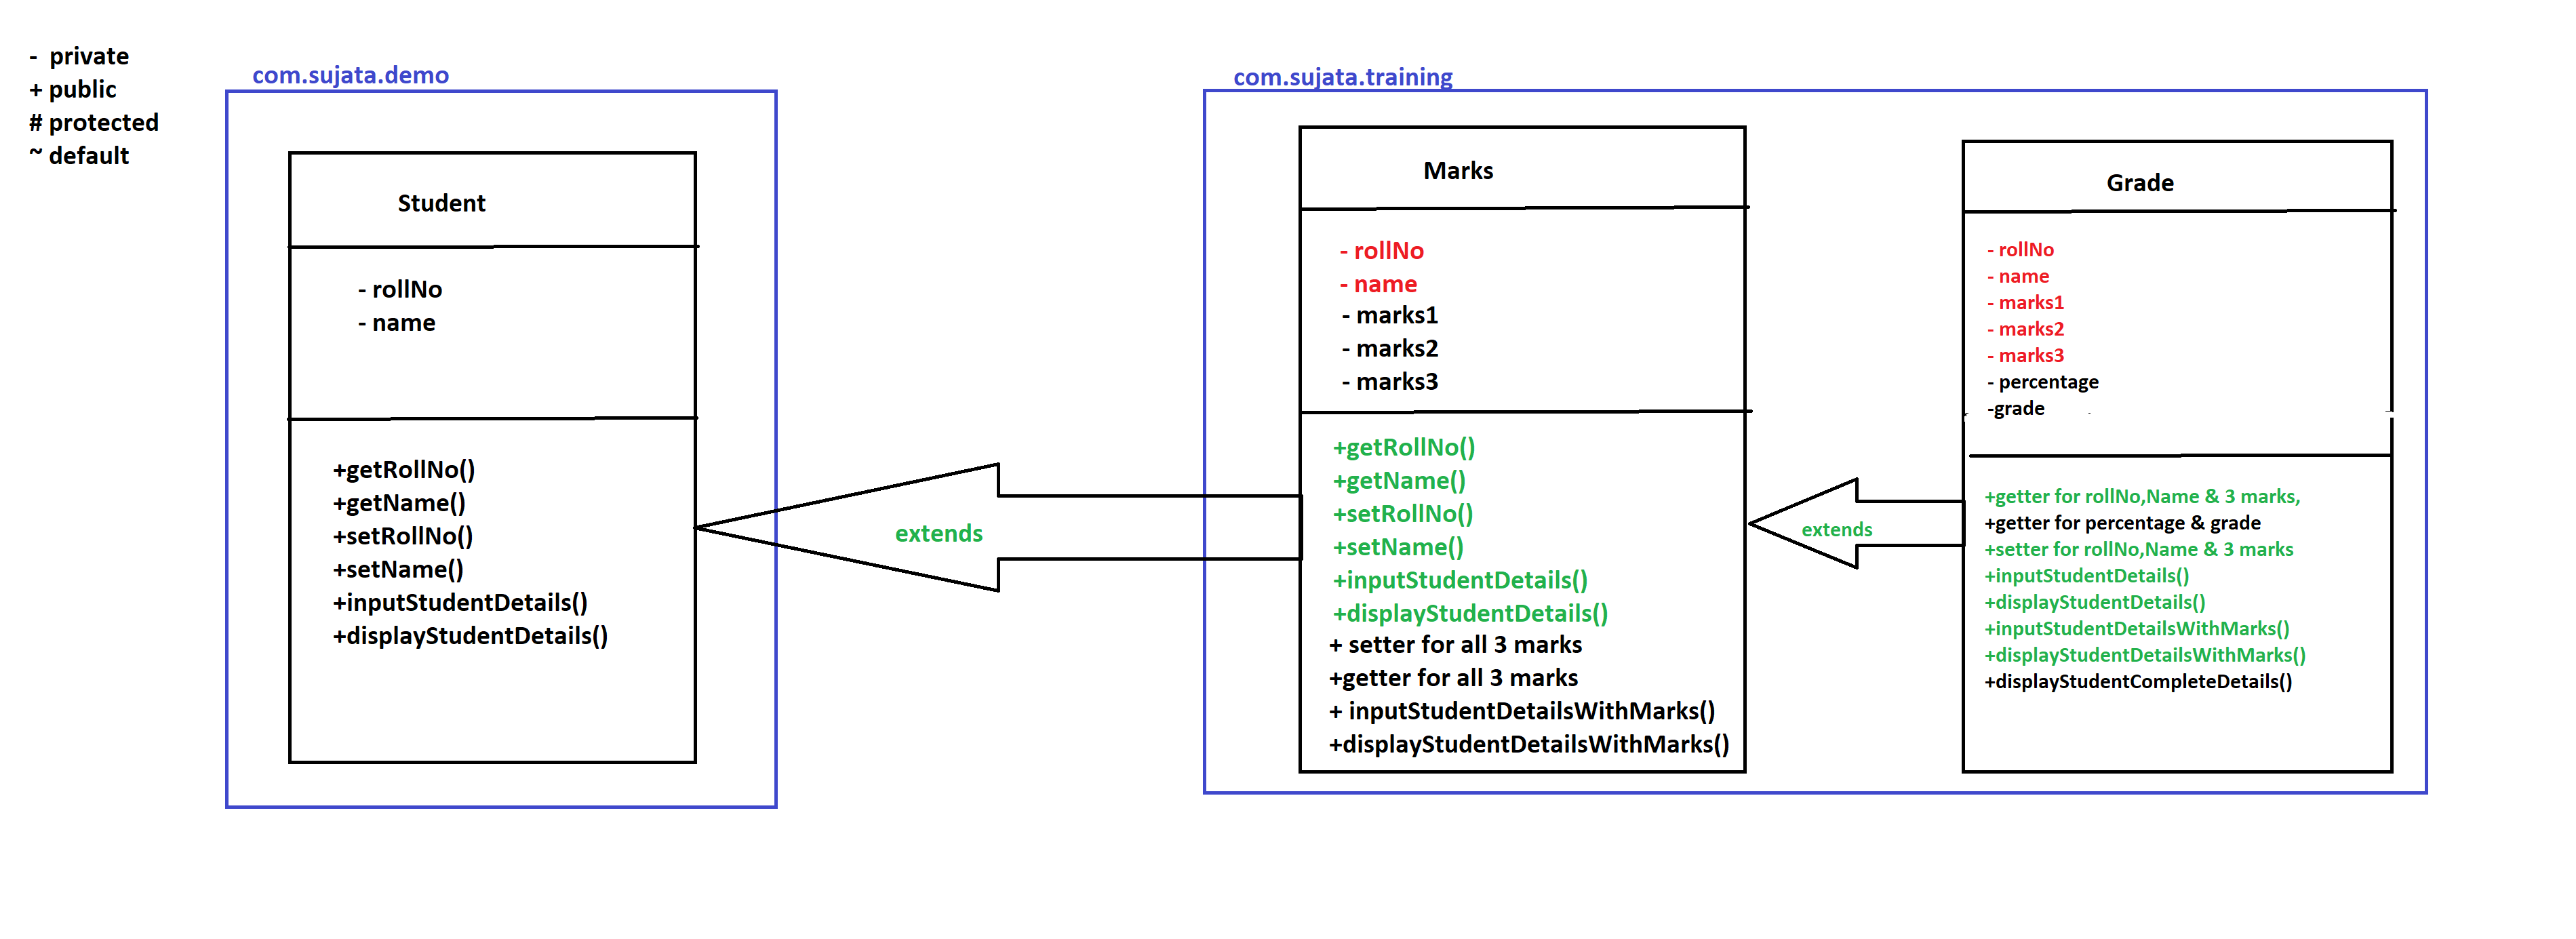 -  private
+ public
# protected
~ default
com.sujata.demo
Student
- rollNo
- name
+getRollNo()
+getName()
+setRollNo()
+setName()
+inputStudentDetails()
+displayStudentDetails()
extends
com.sujata.training
Marks
- rollNo
- name
- marks1
- marks2
- marks3
+getRollNo()
+getName()
+setRollNo()
+setName()
+inputStudentDetails()
+displayStudentDetails()
+ setter for all 3 marks
+getter for all 3 marks
+ inputStudentDetailsWithMarks()
+displayStudentDetailsWithMarks()
extends
Grade
- rollNo
- name
- marks1
- marks2
- marks3
- percentage
-grade
+getter for rollNo,Name & 3 marks,
+getter for percentage & grade
+setter for rollNo,Name & 3 marks
+inputStudentDetails()
+displayStudentDetails()
+inputStudentDetailsWithMarks()
+displayStudentDetailsWithMarks()
+displayStudentCompleteDetails()